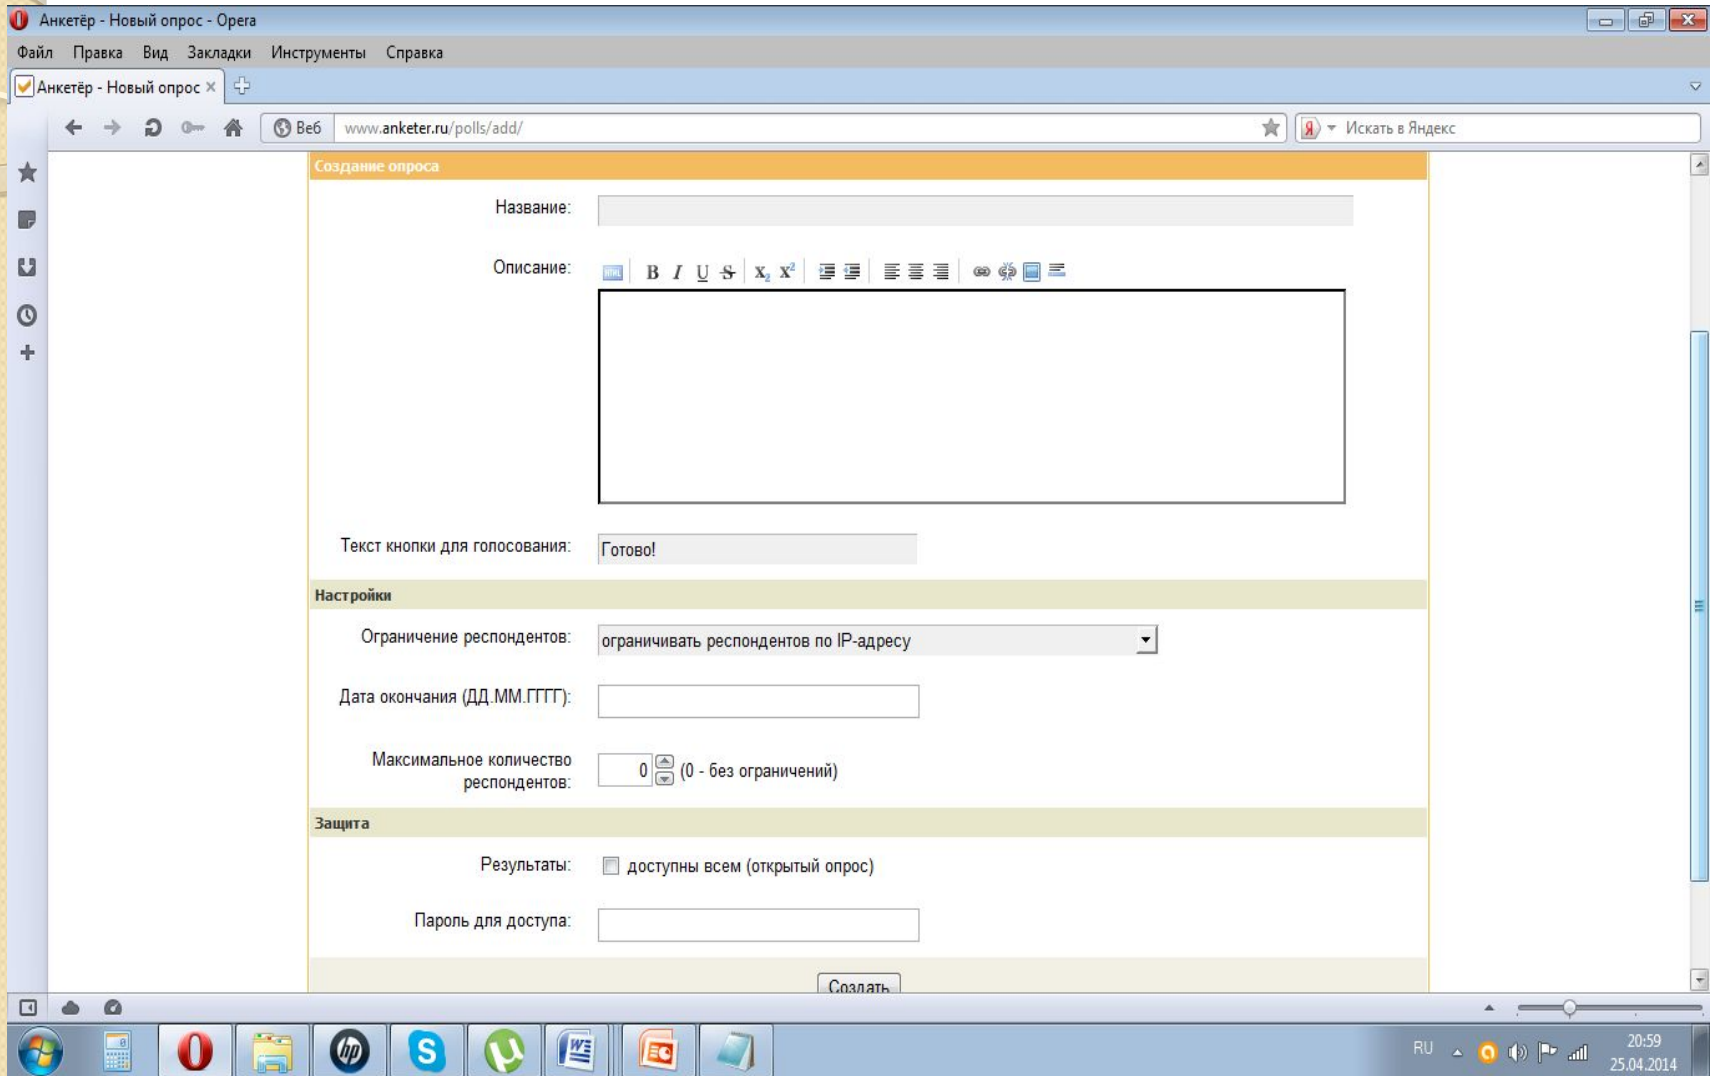 Анкетёр - Новый опрос - Opera
Файл Правка Вид Закладки Инструменты Справка
Анкетёр - Новый опрос
Веб www.anketer.ru/polls/add/ Я Искать в Яндекс
Создание опроса
Название:
Описание: HTML B I U S X₂ X²
Текст кнопки для голосования: Готово!
Настройки
Ограничение респондентов: ограничивать респондентов по IP-адресу
Дата окончания (ДД.ММ.ГГГГ):
Максимальное количество
респондентов: 0 (0 - без ограничений)
Защита
Результаты: доступны всем (открытый опрос)
Пароль для доступа:
Создать
RU 20:59
25.04.2014